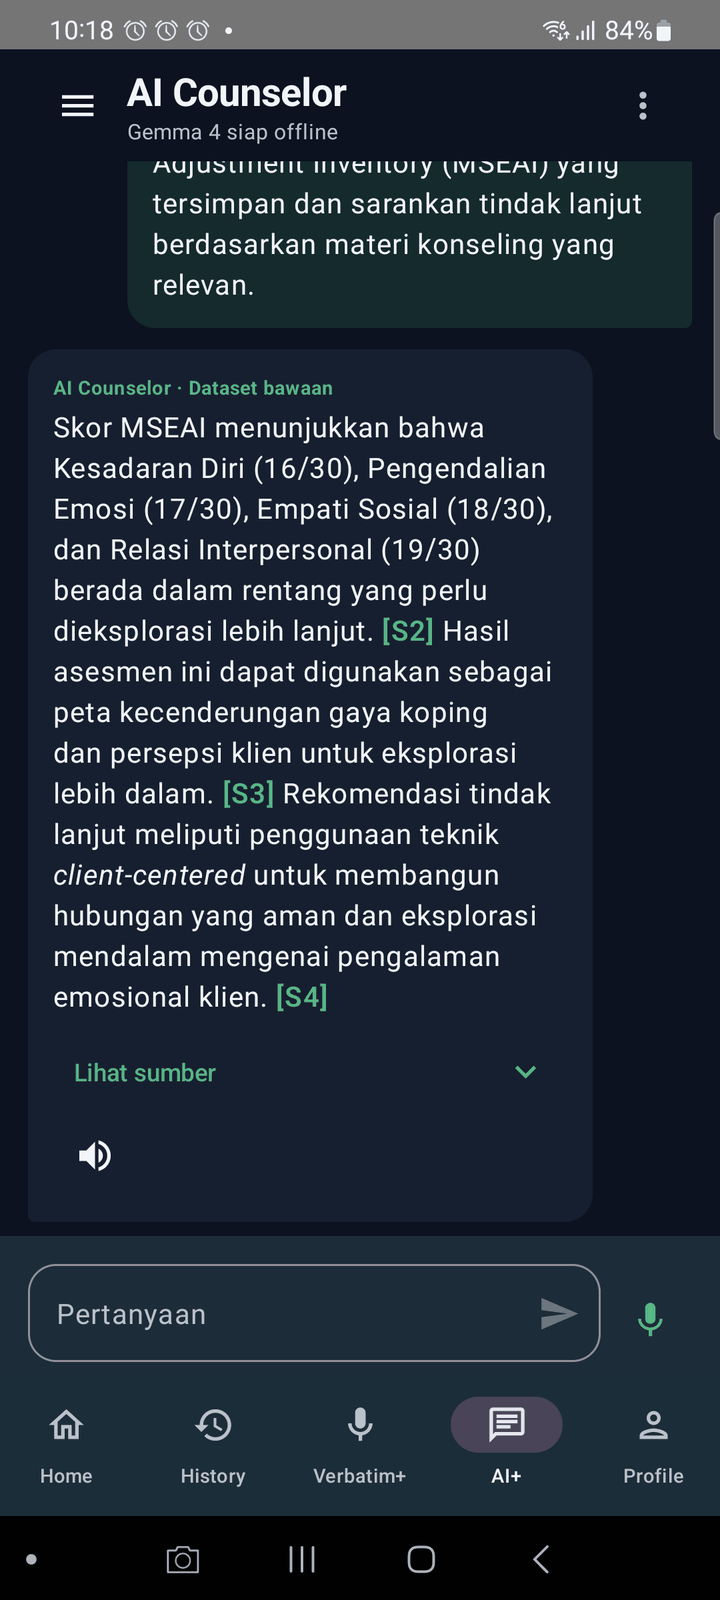 10:18
84%
AI Counselor
Gemma 4 siap offline
Adjustment Inventory (MSEAI) yang
tersimpan dan sarankan tindak lanjut
berdasarkan materi konseling yang
relevan.
AI Counselor · Dataset bawaan
Skor MSEAI menunjukkan bahwa
Kesadaran Diri (16/30), Pengendalian
Emosi (17/30), Empati Sosial (18/30),
dan Relasi Interpersonal (19/30)
berada dalam rentang yang perlu
dieksplorasi lebih lanjut. [S2] Hasil
asesmen ini dapat digunakan sebagai
peta kecenderungan gaya koping
dan persepsi klien untuk eksplorasi
lebih dalam. [S3] Rekomendasi tindak
lanjut meliputi penggunaan teknik
client-centered untuk membangun
hubungan yang aman dan eksplorasi
mendalam mengenai pengalaman
emosional klien. [S4]
Lihat sumber
Pertanyaan
Home
History
Verbatim+
AI+
Profile